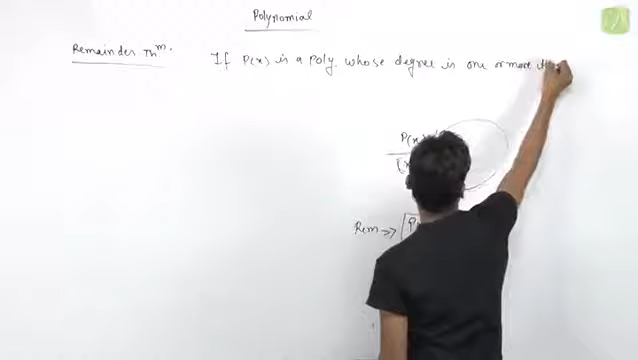 Polynomial
Remainder Thm. If P(x) is a poly. whose degree is one or more
P(x)
Rem ⇒